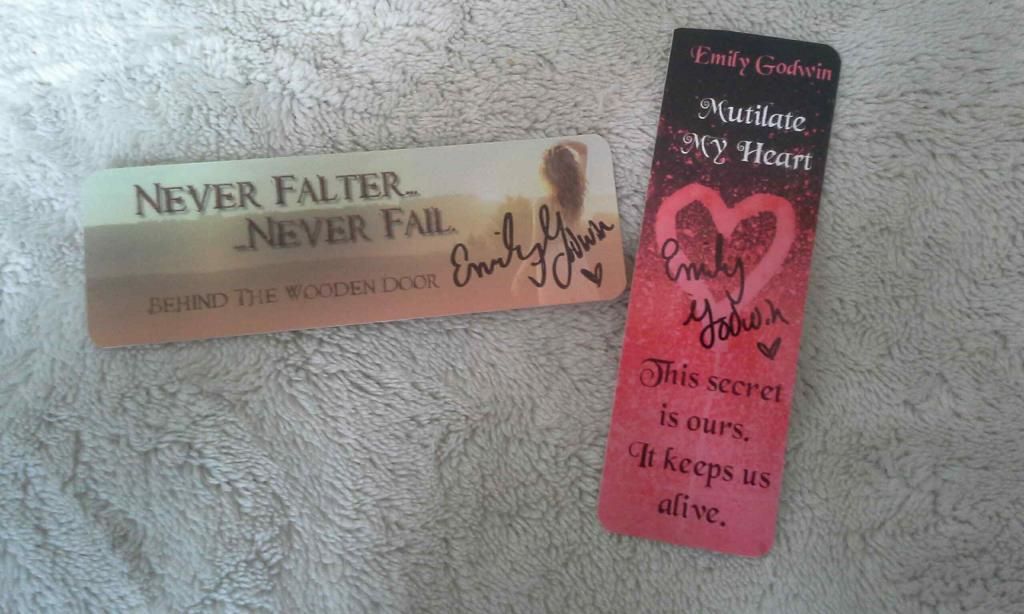 NEVER FALTER...
...NEVER FAIL.
BEHIND THE WOODEN DOOR
Emily Godwin
Emily Godwin
Mutilate
MY Heart
Emily
Godwin
This secret
is ours.
It keeps us
alive.